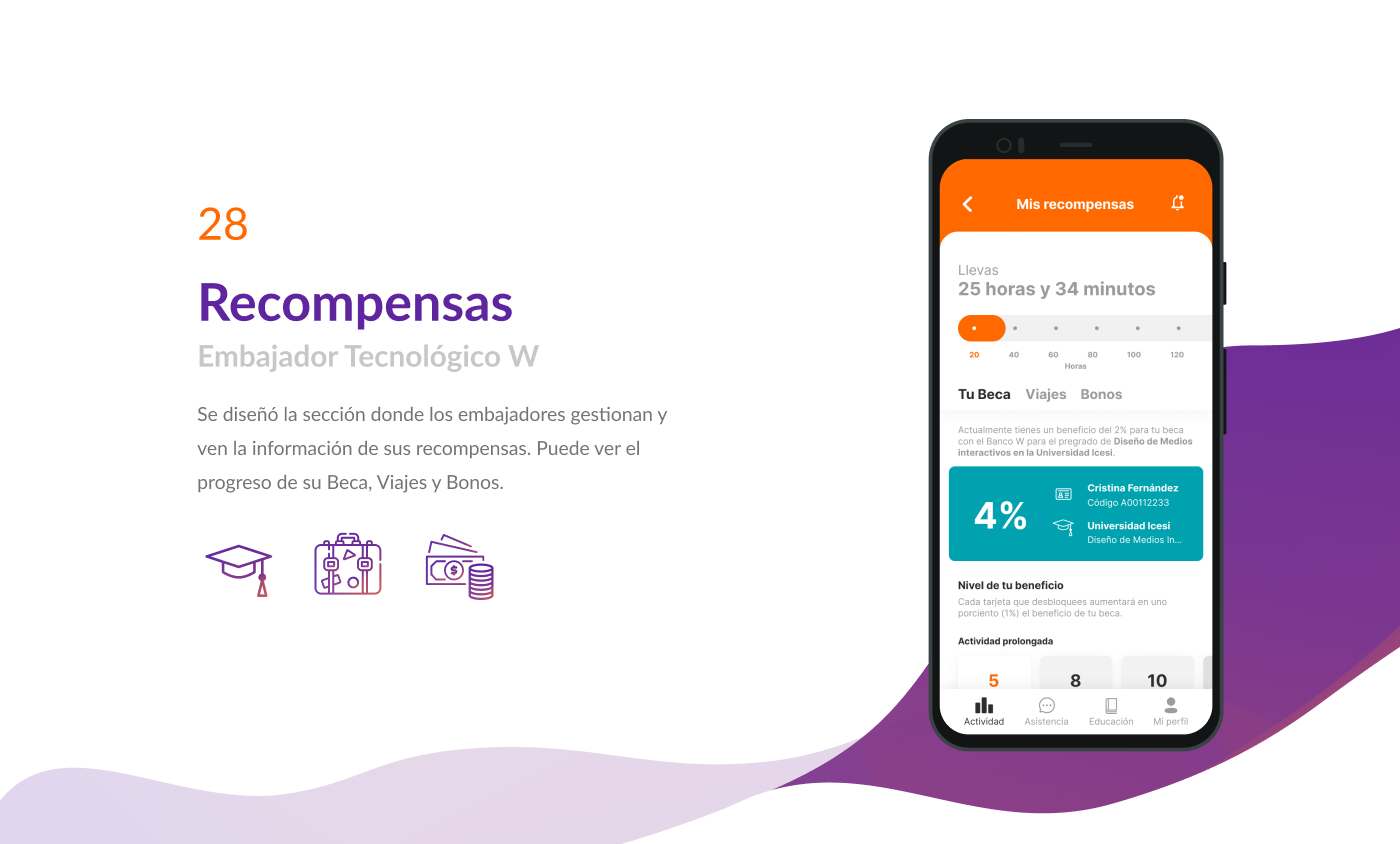 28
Recompensas
Embajador Tecnológico W
Se diseñó la sección donde los embajadores gestionan y
ven la información de sus recompensas. Puede ver el
progreso de su Beca, Viajes y Bonos.
$
Mis recompensas
Llevas
25 horas y 34 minutos
20 40 60 80 100 120
Horas
Tu Beca Viajes Bonos
Actualmente tienes un beneficio del 2% para tu beca
con el Banco W para el pregrado de Diseño de Medios
interactivos en la Universidad Icesi.
4%
Cristina Fernández
Código A00112233
Universidad Icesi
Diseño de Medios In...
Nivel de tu beneficio
Cada tarjeta que desbloquees aumentará en uno
porciento (1%) el beneficio de tu beca.
Actividad prolongada
5 8 10
Actividad Asistencia Educación Mi perfil